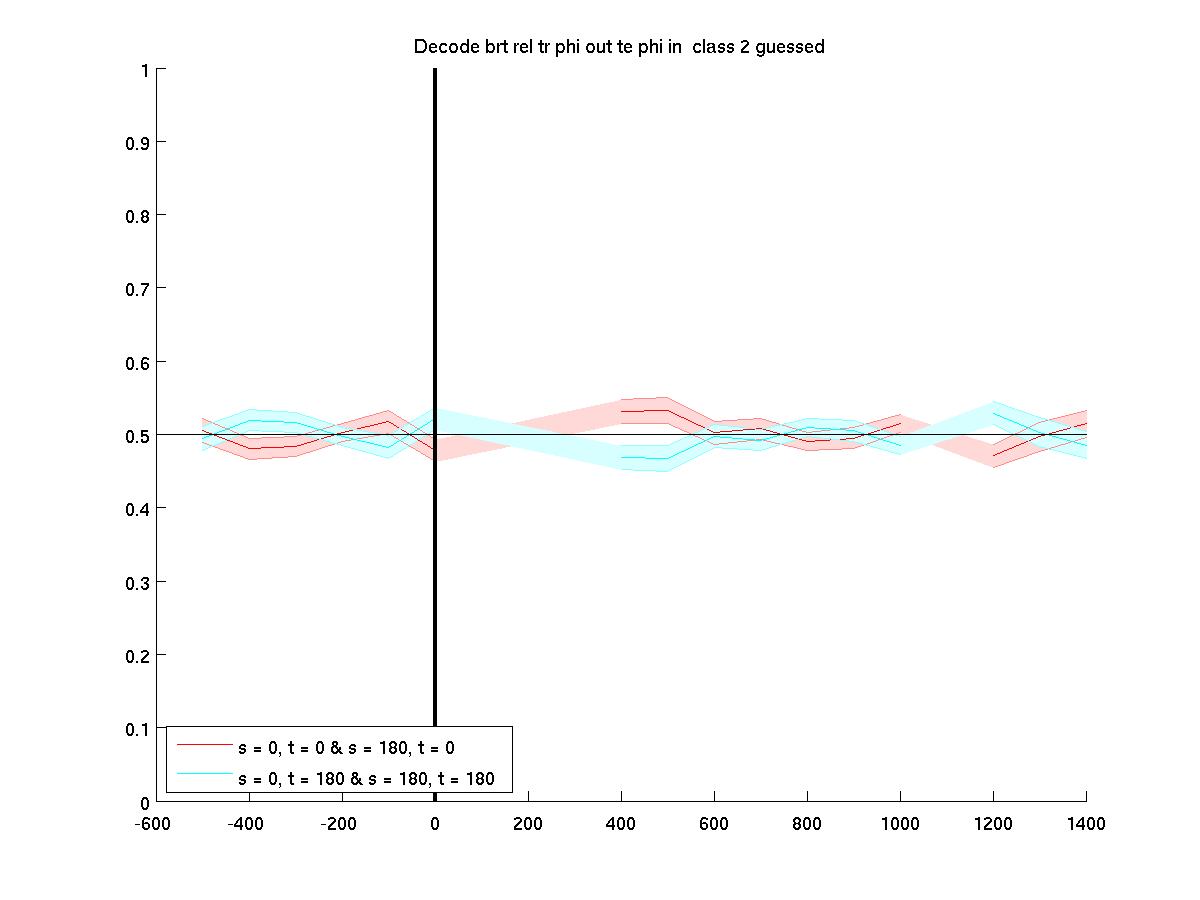 Decode brt rel tr phi out te phi in  class 2 guessed
1
0.9
0.8
0.7
0.6
0.5
0.4
0.3
0.2
0.1
0
s = 0, t = 0 & s = 180, t = 0
s = 0, t = 180 & s = 180, t = 180
-600 -400 -200 0 200 400 600 800 1000 1200 1400